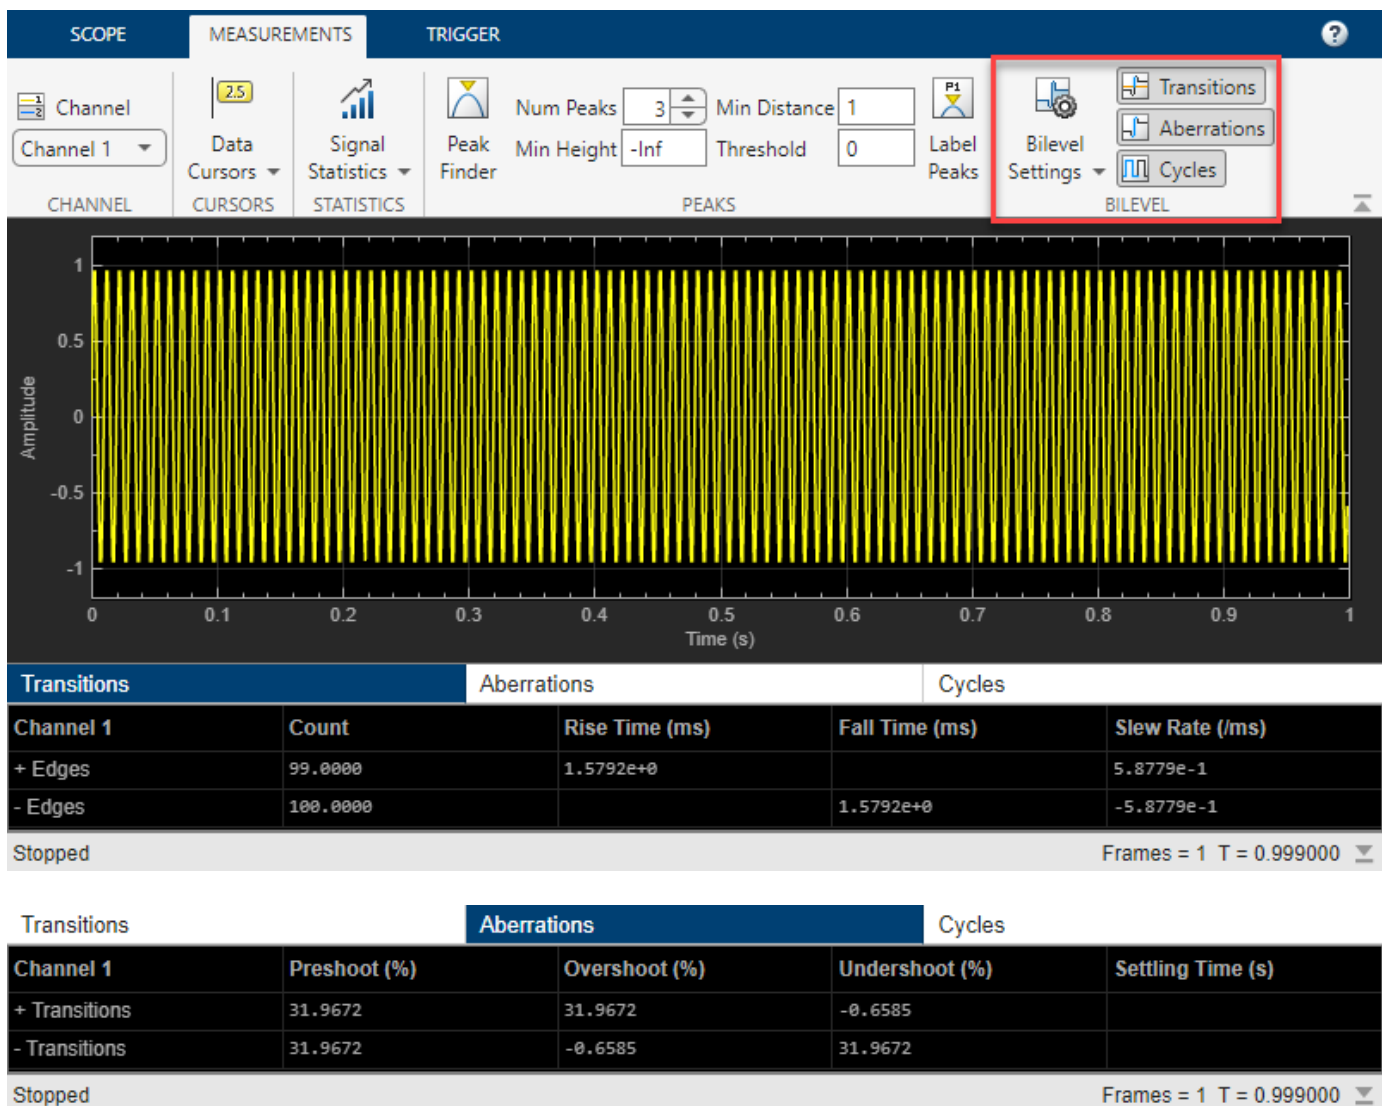 SCOPE MEASUREMENTS TRIGGER ?
2.5 P1 Transitions
1 2 Channel Num Peaks 3 Min Distance 1 Aberrations
Channel 1 Data Signal Peak Min Height -Inf Threshold 0 Label Bilevel
Cursors Statistics Finder Peaks Settings Cycles
CHANNEL CURSORS STATISTICS PEAKS BILEVEL
1
0.5
0
-0.5
-1
Amplitude
0 0.1 0.2 0.3 0.4 0.5 0.6 0.7 0.8 0.9 1
Time (s)
Transitions Aberrations Cycles
Channel 1 Count Rise Time (ms) Fall Time (ms) Slew Rate (/ms)
+ Edges 99.0000 1.5792e+0 5.8779e-1
- Edges 100.0000 1.5792e+0 -5.8779e-1
Stopped Frames = 1 T = 0.999000
Transitions Aberrations Cycles
Channel 1 Preshoot (%) Overshoot (%) Undershoot (%) Settling Time (s)
+ Transitions 31.9672 31.9672 -0.6585
- Transitions 31.9672 -0.6585 31.9672
Stopped Frames = 1 T = 0.999000